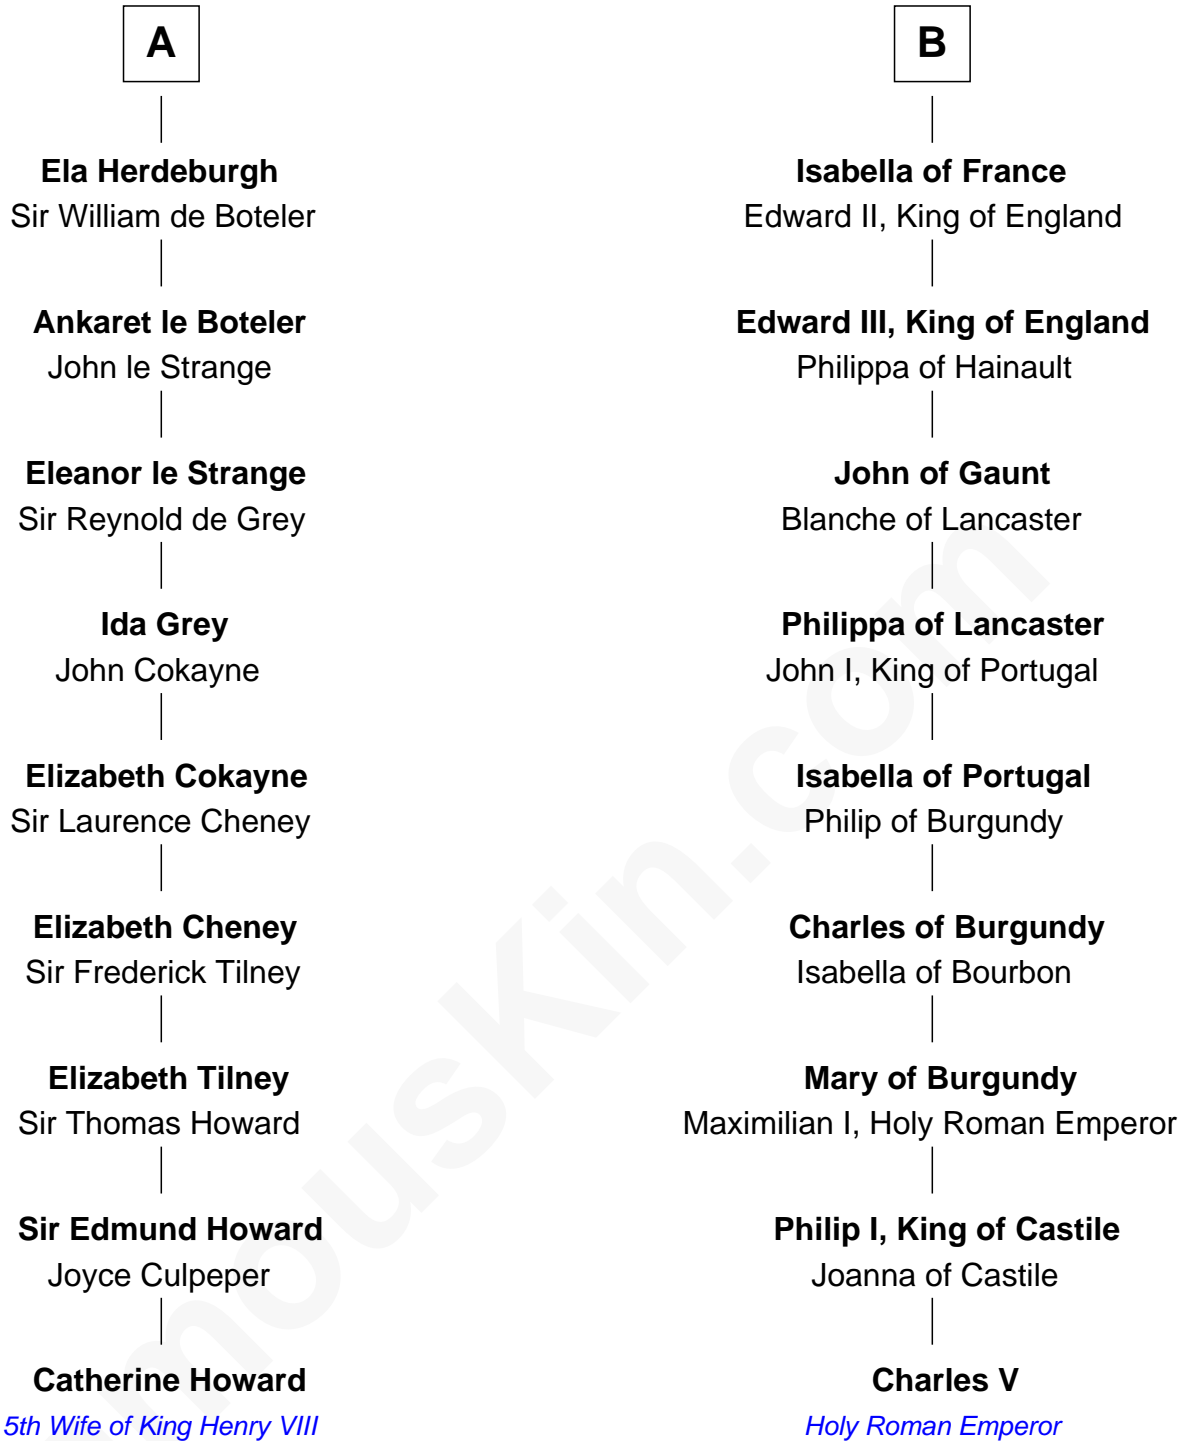 A
Ela Herdeburgh
Sir William de Boteler
Ankaret le Boteler
John le Strange
Eleanor le Strange
Sir Reynold de Grey
Ida Grey
John Cokayne
Elizabeth Cokayne
Sir Laurence Cheney
Elizabeth Cheney
Sir Frederick Tilney
Elizabeth Tilney
Sir Thomas Howard
Sir Edmund Howard
Joyce Culpeper
Catherine Howard
5th Wife of King Henry VIII
B
Isabella of France
Edward II, King of England
Edward III, King of England
Philippa of Hainault
John of Gaunt
Blanche of Lancaster
Philippa of Lancaster
John I, King of Portugal
Isabella of Portugal
Philip of Burgundy
Charles of Burgundy
Isabella of Bourbon
Mary of Burgundy
Maximilian I, Holy Roman Emperor
Philip I, King of Castile
Joanna of Castile
Charles V
Holy Roman Emperor
mousKin.com